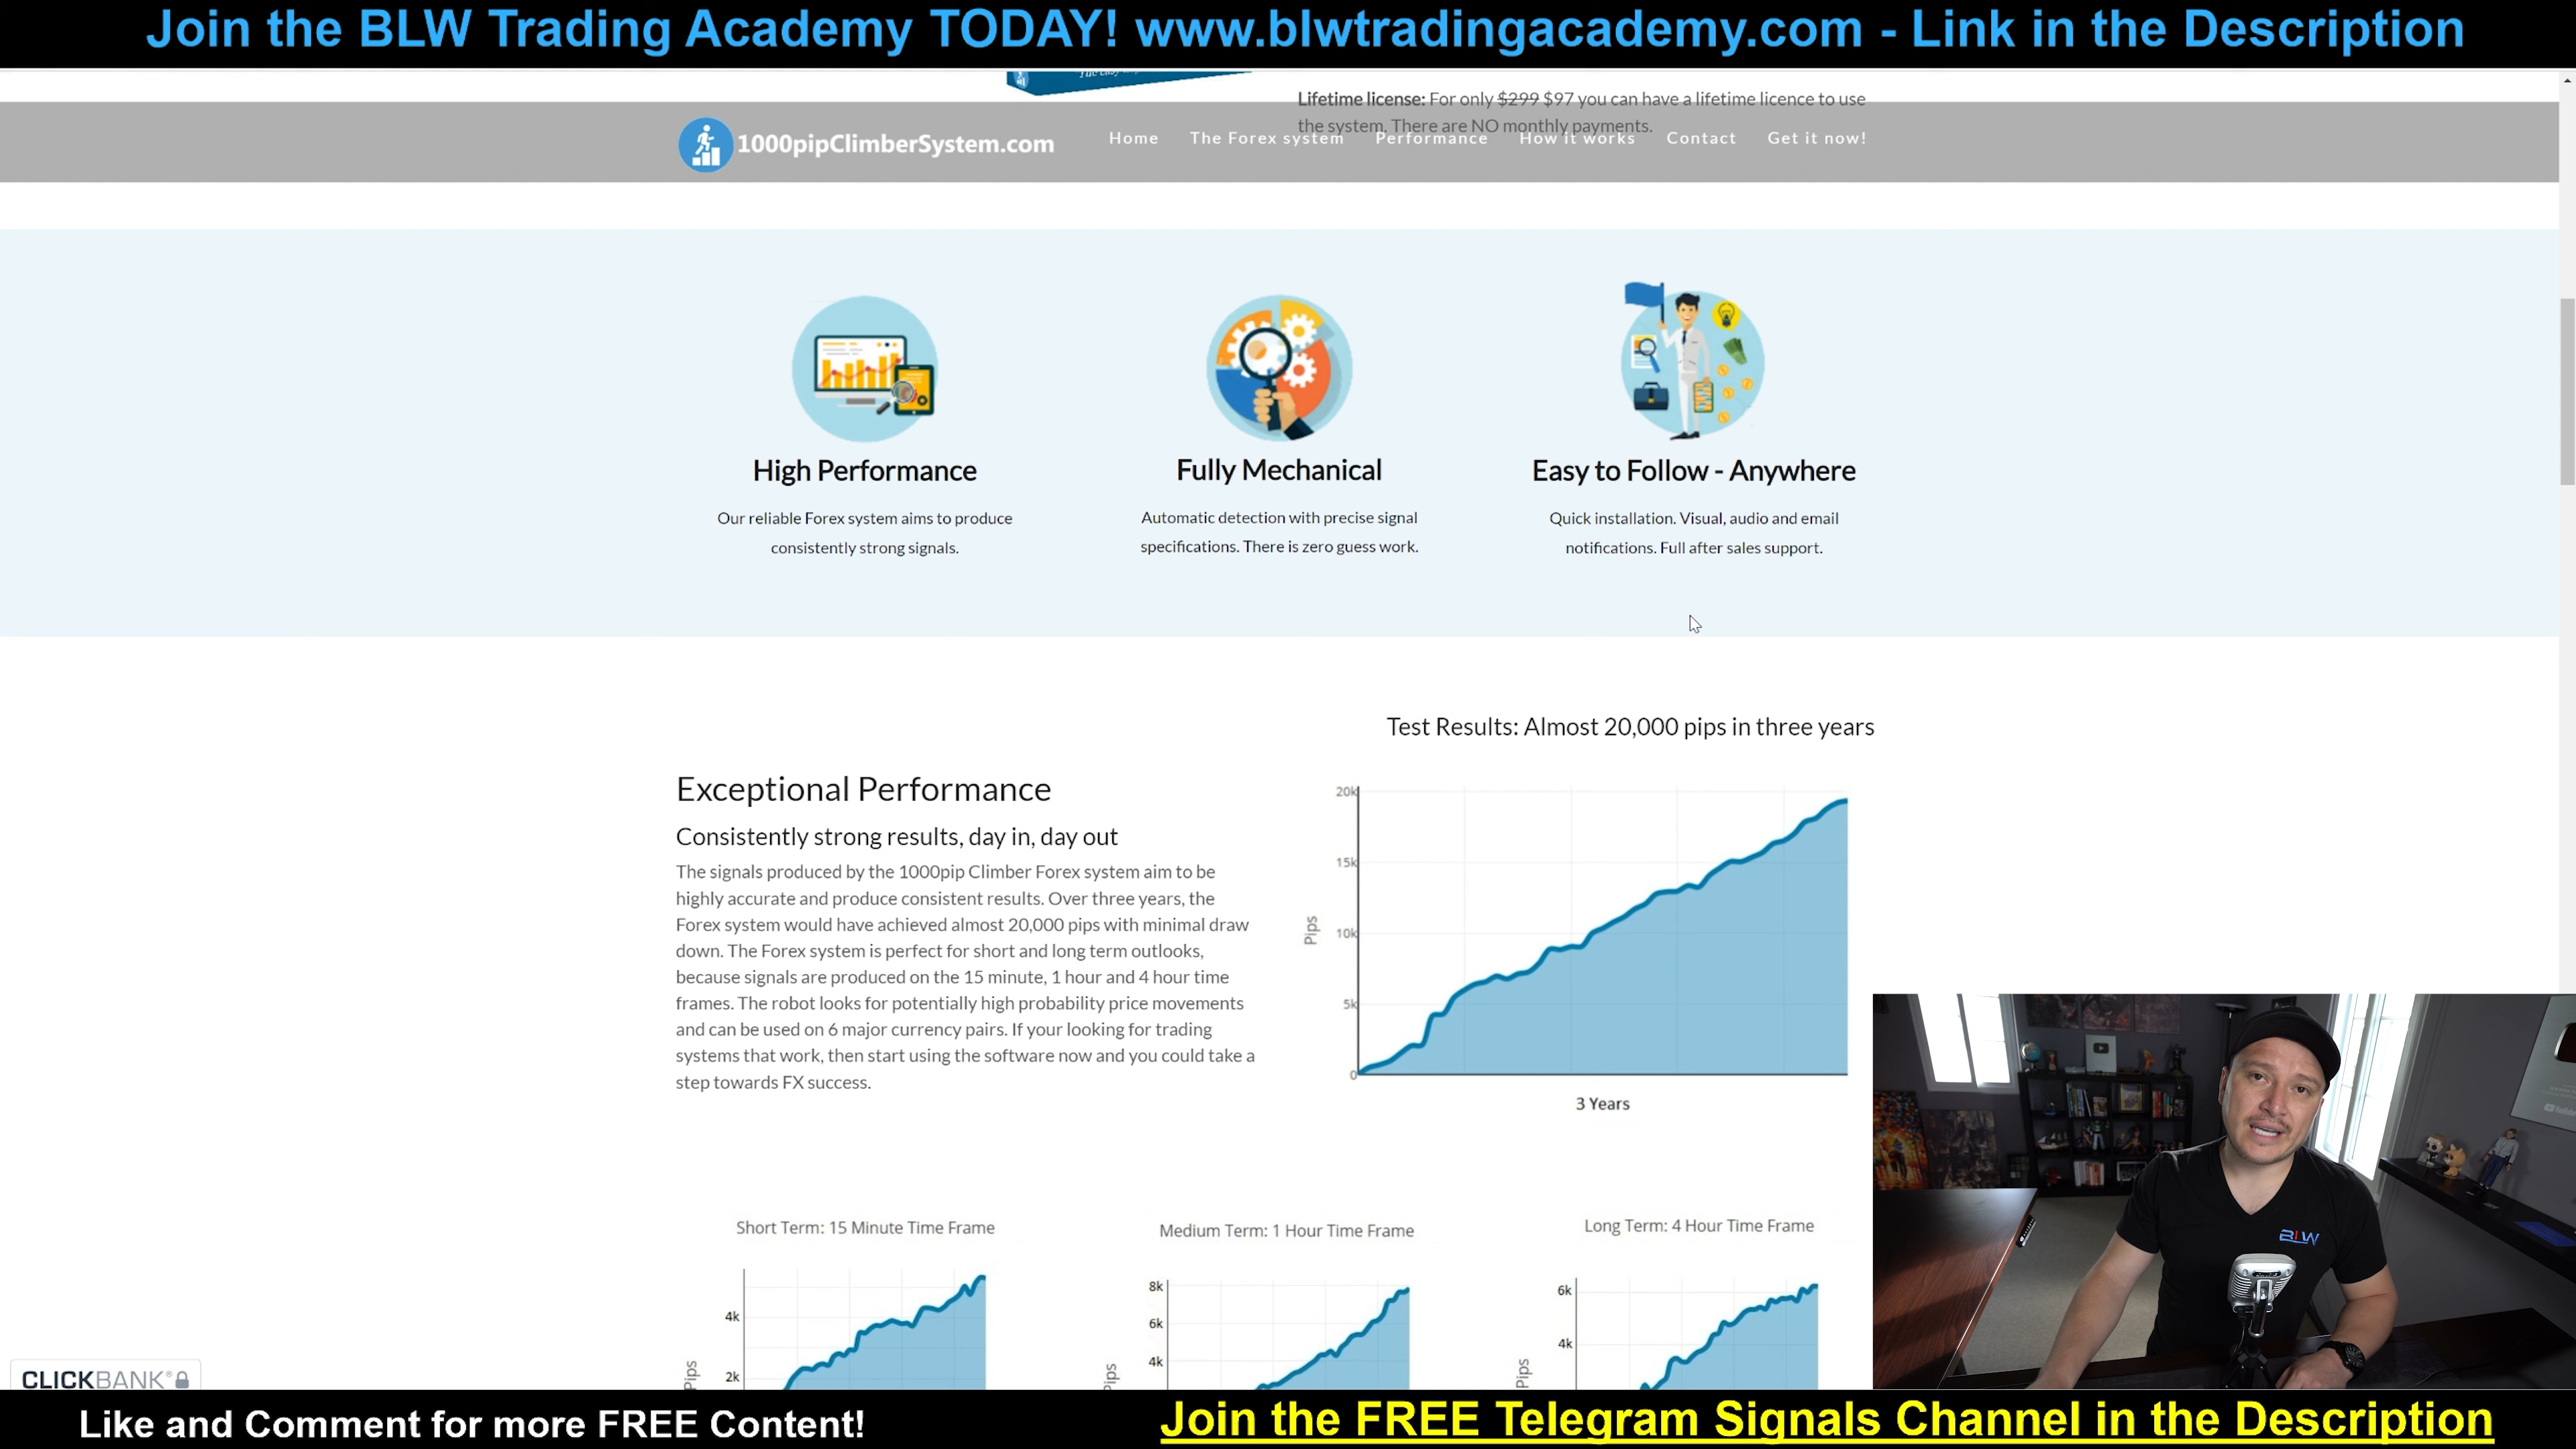 Join the BLW Trading Academy TODAY! www.blwtradingacademy.com - Link in the Description
Lifetime license: For only $299 $97 you can have a lifetime licence to use
the system. There are NO monthly payments.
1000pipClimberSystem.com
Home The Forex system Performance How it works Contact Get it now!
High Performance
Our reliable Forex system aims to produce
consistently strong signals.
Fully Mechanical
Automatic detection with precise signal
specifications. There is zero guess work.
Easy to Follow - Anywhere
Quick installation. Visual, audio and email
notifications. Full after sales support.
Exceptional Performance
Consistently strong results, day in, day out
The signals produced by the 1000pip Climber Forex system aim to be
highly accurate and produce consistent results. Over three years, the
Forex system would have achieved almost 20,000 pips with minimal draw
down. The Forex system is perfect for short and long term outlooks,
because signals are produced on the 15 minute, 1 hour and 4 hour time
frames. The robot looks for potentially high probability price movements
and can be used on 6 major currency pairs. If your looking for trading
systems that work, then start using the software now and you could take a
step towards FX success.
Test Results: Almost 20,000 pips in three years
20k
15k
10k
5k
0
Pips
3 Years
Short Term: 15 Minute Time Frame
4k
2k
Pips
Medium Term: 1 Hour Time Frame
8k
6k
4k
Pips
Long Term: 4 Hour Time Frame
6k
4k
Pips
BLW
CLICKBANK®
Like and Comment for more FREE Content!
Join the FREE Telegram Signals Channel in the Description